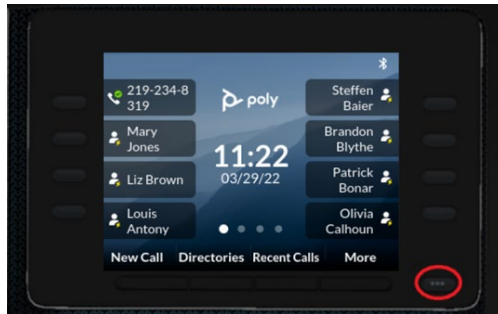 219-234-8
319
poly
Steffen
Baier
Mary
Jones
Brandon
Blythe
11:22
03/29/22
Liz Brown
Patrick
Bonar
Louis
Antony
Olivia
Calhoun
New Call Directories Recent Calls More